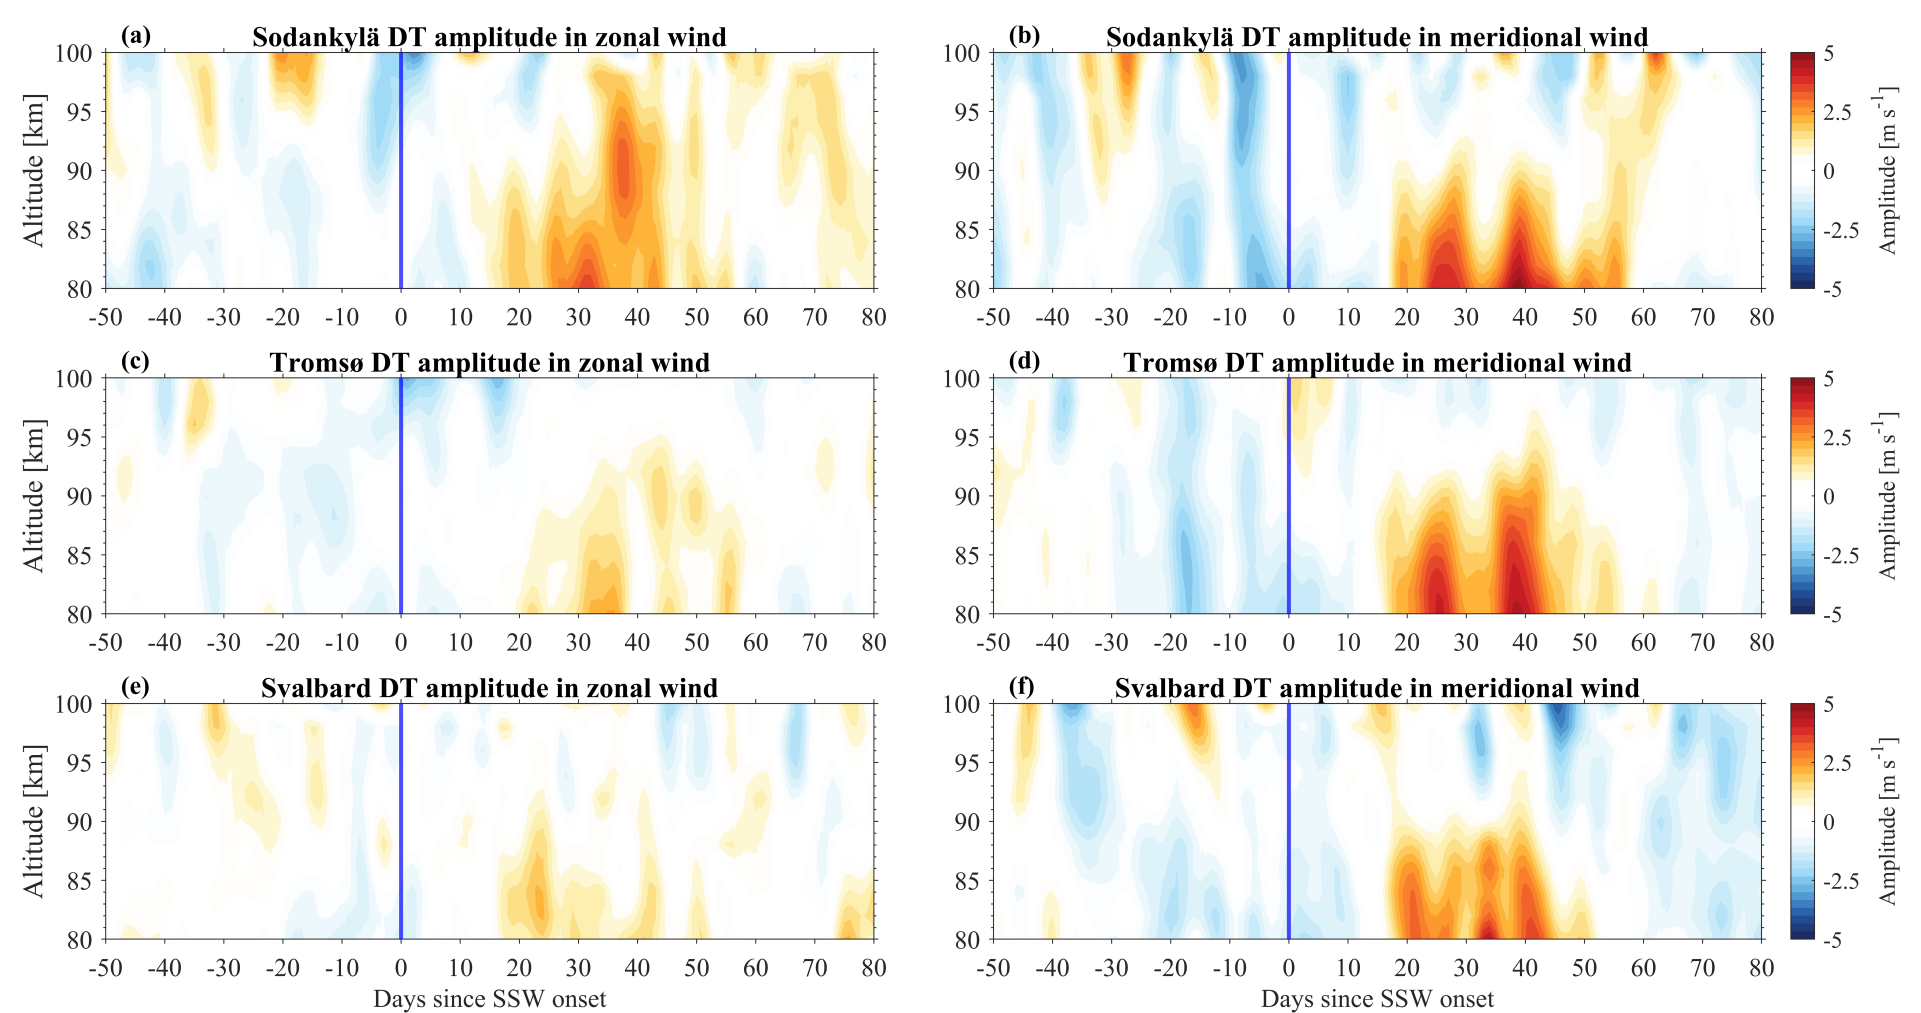 (a) Sodankylä DT amplitude in zonal wind
100
95
90
85
80
Altitude [km]
-50 -40 -30 -20 -10 0 10 20 30 40 50 60 70 80
(b) Sodankylä DT amplitude in meridional wind
100
95
90
85
80
-50 -40 -30 -20 -10 0 10 20 30 40 50 60 70 80
5
2.5
0
-2.5
-5
Amplitude [m s-1]
(c) Tromsø DT amplitude in zonal wind
100
95
90
85
80
Altitude [km]
-50 -40 -30 -20 -10 0 10 20 30 40 50 60 70 80
(d) Tromsø DT amplitude in meridional wind
100
95
90
85
80
-50 -40 -30 -20 -10 0 10 20 30 40 50 60 70 80
5
2.5
0
-2.5
-5
Amplitude [m s-1]
(e) Svalbard DT amplitude in zonal wind
100
95
90
85
80
Altitude [km]
-50 -40 -30 -20 -10 0 10 20 30 40 50 60 70 80
Days since SSW onset
(f) Svalbard DT amplitude in meridional wind
100
95
90
85
80
-50 -40 -30 -20 -10 0 10 20 30 40 50 60 70 80
Days since SSW onset
5
2.5
0
-2.5
-5
Amplitude [m s-1]